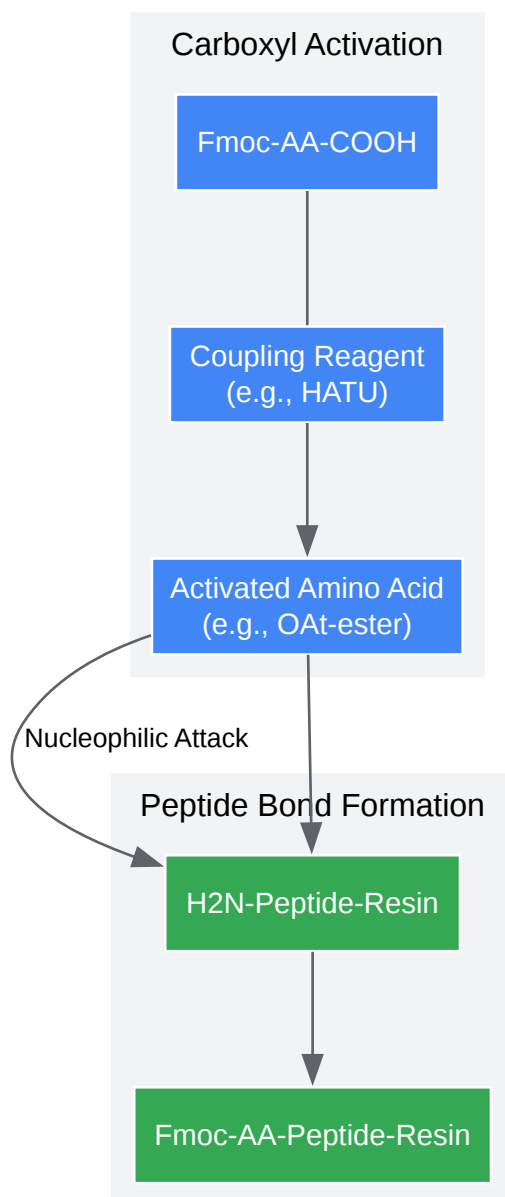 Carboxyl Activation
Fmoc-AA-COOH
Coupling Reagent
(e.g., HATU)
Activated Amino Acid
(e.g., OAt-ester)
Nucleophilic Attack
Peptide Bond Formation
H2N-Peptide-Resin
Fmoc-AA-Peptide-Resin